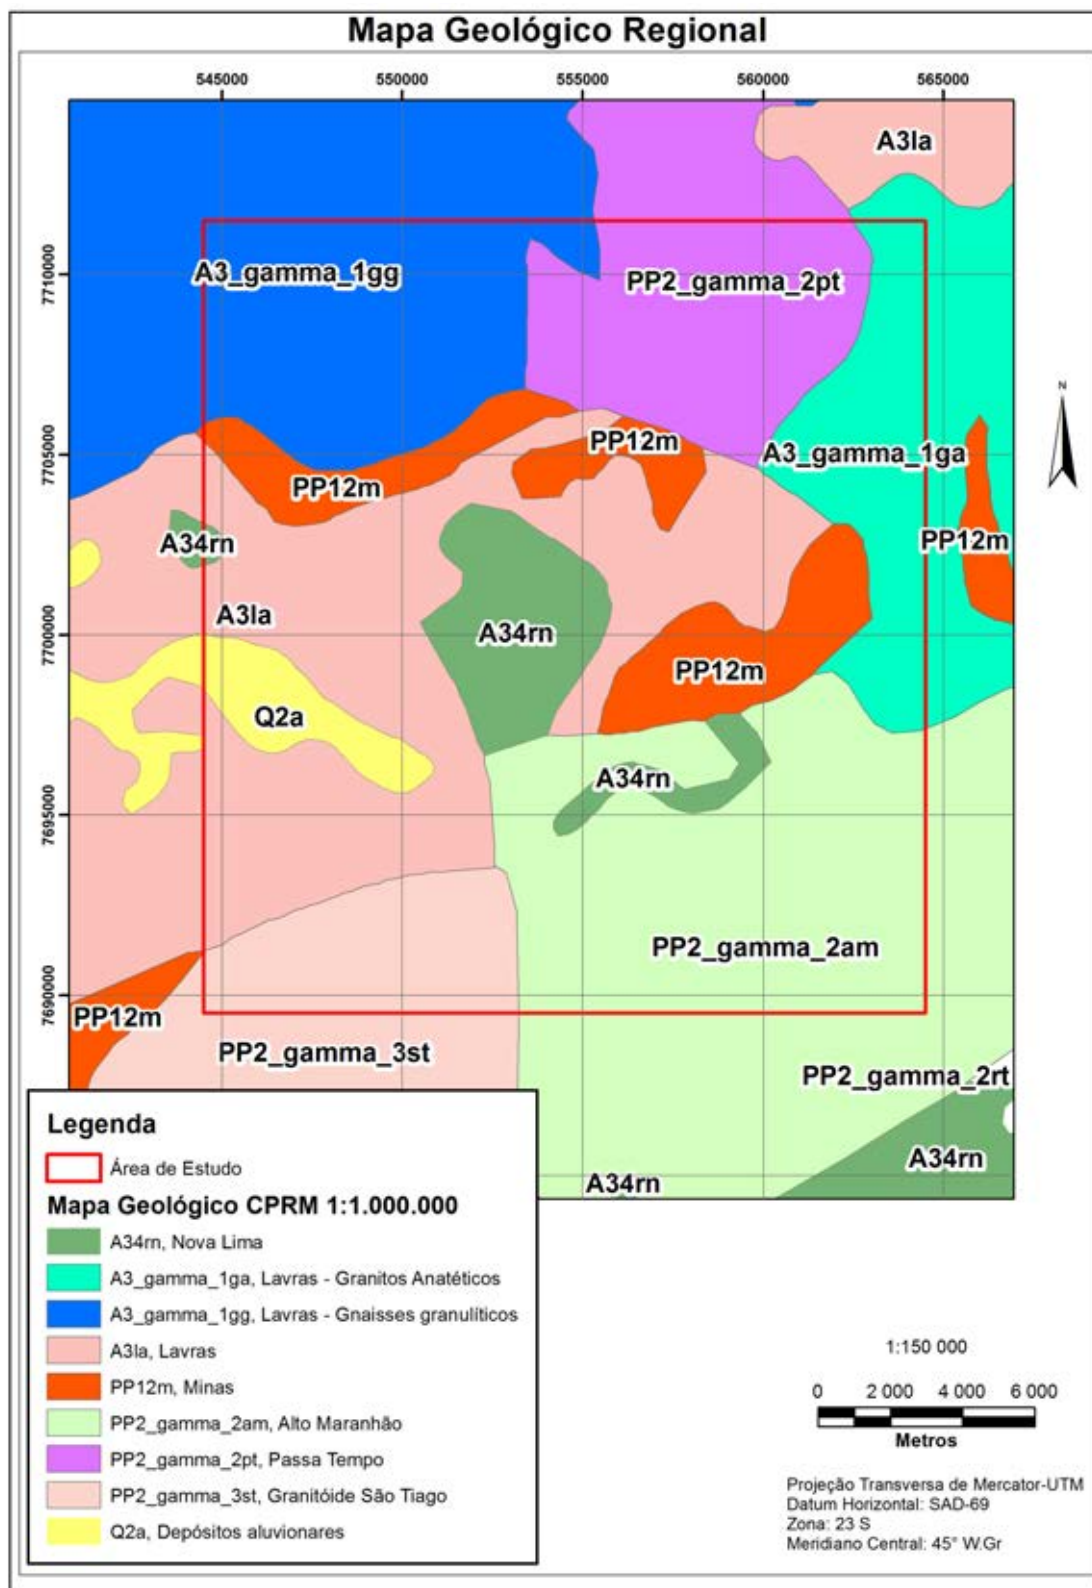 Mapa Geológico Regional
545000 550000 555000 560000 565000
A3la
7710000
A3_gamma_1gg
PP2_gamma_2pt
N
7705000
PP12m
A3_gamma_1ga
PP12m
A34rn
PP12m
A3la
7700000
A34rn
PP12m
Q2a
A34rn
7695000
PP2_gamma_2am
7690000
PP12m
PP2_gamma_3st
PP2_gamma_2rt
A34rn
A34rn
Legenda
Área de Estudo
Mapa Geológico CPRM 1:1.000.000
A34rn, Nova Lima
A3_gamma_1ga, Lavras - Granitos Anatéticos
A3_gamma_1gg, Lavras - Gnaisses granulíticos
A3la, Lavras
PP12m, Minas
PP2_gamma_2am, Alto Maranhão
PP2_gamma_2pt, Passa Tempo
PP2_gamma_3st, Granitóide São Tiago
Q2a, Depósitos aluvionares
1:150 000
0 2 000 4 000 6 000
Metros
Projeção Transversa de Mercator-UTM
Datum Horizontal: SAD-69
Zona: 23 S
Meridiano Central: 45° W.Gr